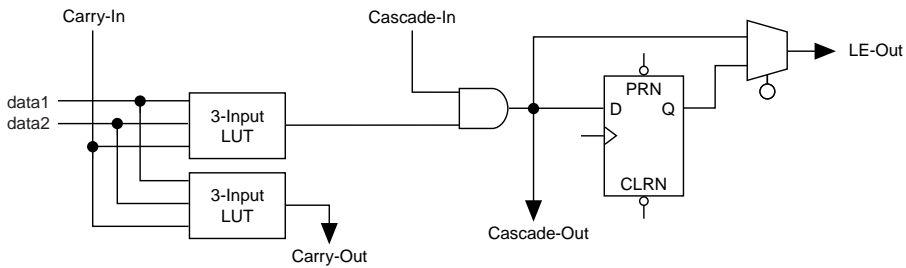 Carry-In
Cascade-In
LE-Out
PRN
data1
D
Q
data2
3-Input
LUT
CLRN
3-Input
LUT
Cascade-Out
Carry-Out